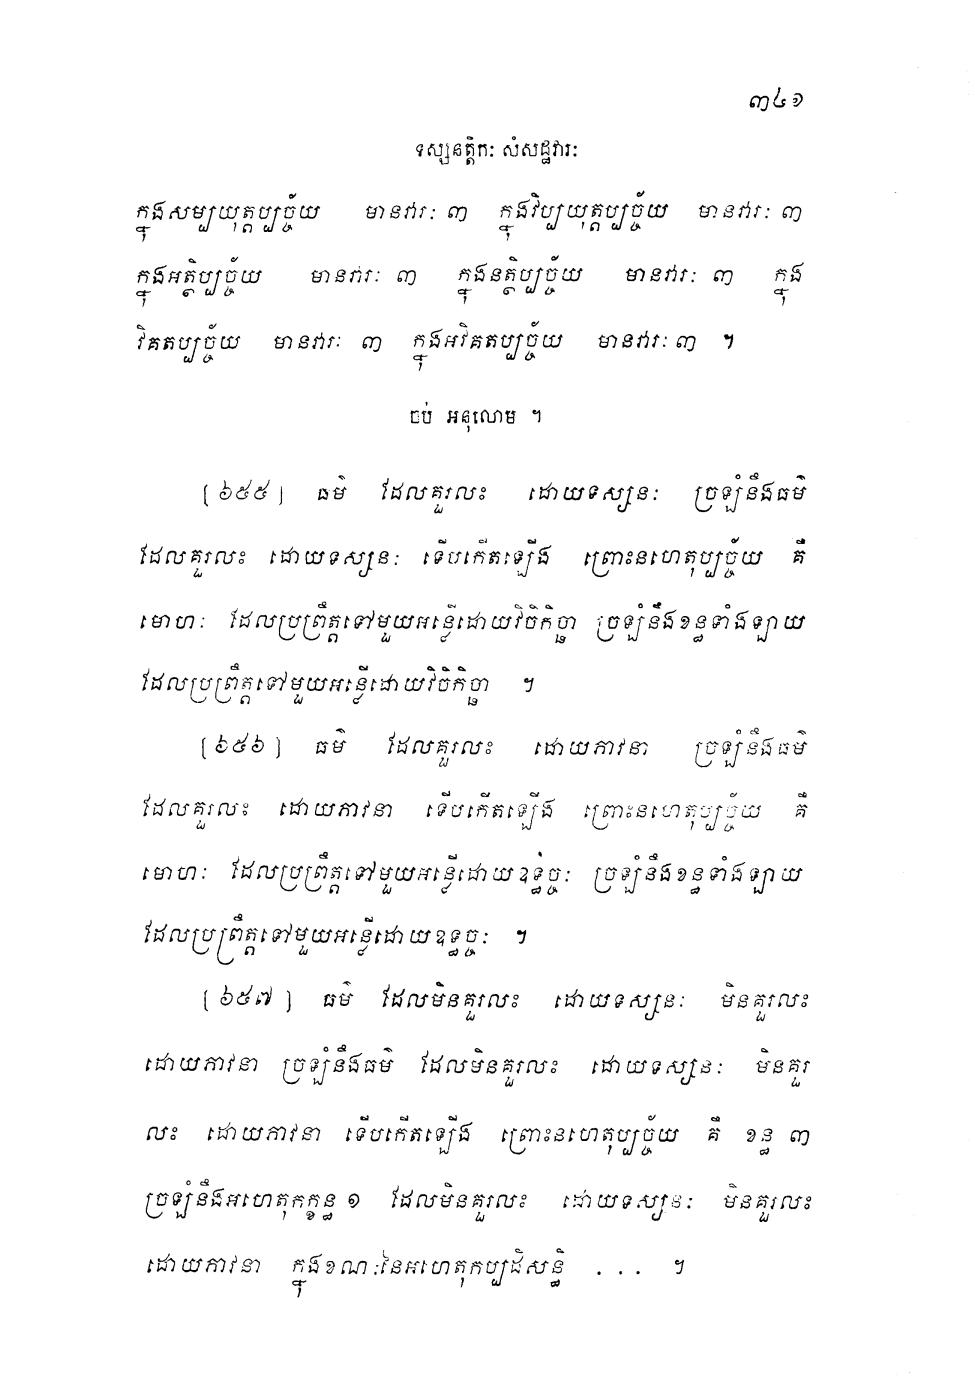 ៣៤១
ទស្សនត្តិកៈ សំសដ្ឋវារៈ
ក្នុងសម្បយុត្តប្បច្ច័យ មានវារៈ ៣ ក្នុងវិប្បយុត្តប្បច្ច័យ មានវារៈ ៣
ក្នុងអត្ថិប្បច្ច័យ មានវារៈ ៣ ក្នុងនត្ថិប្បច្ច័យ មានវារៈ ៣ ក្នុង
វិគតប្បច្ច័យ មានវារៈ ៣ ក្នុងអវិគតប្បច្ច័យ មានវារៈ ៣ ។
ចប់ អនុលោម ។
[៦៥៥] ធម៌ ដែលគួរលះ ដោយទស្សនៈ ច្រឡំនឹងធម៌
ដែលគួរលះ ដោយទស្សនៈ ទើបកើតឡើង ព្រោះនហេតុប្បច្ច័យ គឺ
មោហៈ ដែលប្រព្រឹត្តទៅមួយអន្លើដោយវិចិកិច្ឆា ច្រឡំនឹងខន្ធទាំងឡាយ
ដែលប្រព្រឹត្តទៅមួយអន្លើដោយវិចិកិច្ឆា ។
[៦៥៦] ធម៌ ដែលគួរលះ ដោយភាវនា ច្រឡំនឹងធម៌
ដែលគួរលះ ដោយភាវនា ទើបកើតឡើង ព្រោះនហេតុប្បច្ច័យ គឺ
មោហៈ ដែលប្រព្រឹត្តទៅមួយអន្លើដោយឧទ្ធច្ចៈ ច្រឡំនឹងខន្ធទាំងឡាយ
ដែលប្រព្រឹត្តទៅមួយអន្លើដោយឧទ្ធច្ចៈ ។
[៦៥៧] ធម៌ ដែលមិនគួរលះ ដោយទស្សនៈ មិនគួរលះ
ដោយភាវនា ច្រឡំនឹងធម៌ ដែលមិនគួរលះ ដោយទស្សនៈ មិនគួរ
លះ ដោយភាវនា ទើបកើតឡើង ព្រោះនហេតុប្បច្ច័យ គឺ ខន្ធ ៣
ច្រឡំនឹងអហេតុកក្ខន្ធ ១ ដែលមិនគួរលះ ដោយទស្សនៈ មិនគួរលះ
ដោយភាវនា ក្នុងខណៈនៃអហេតុកប្បដិសន្ធិ ... ។